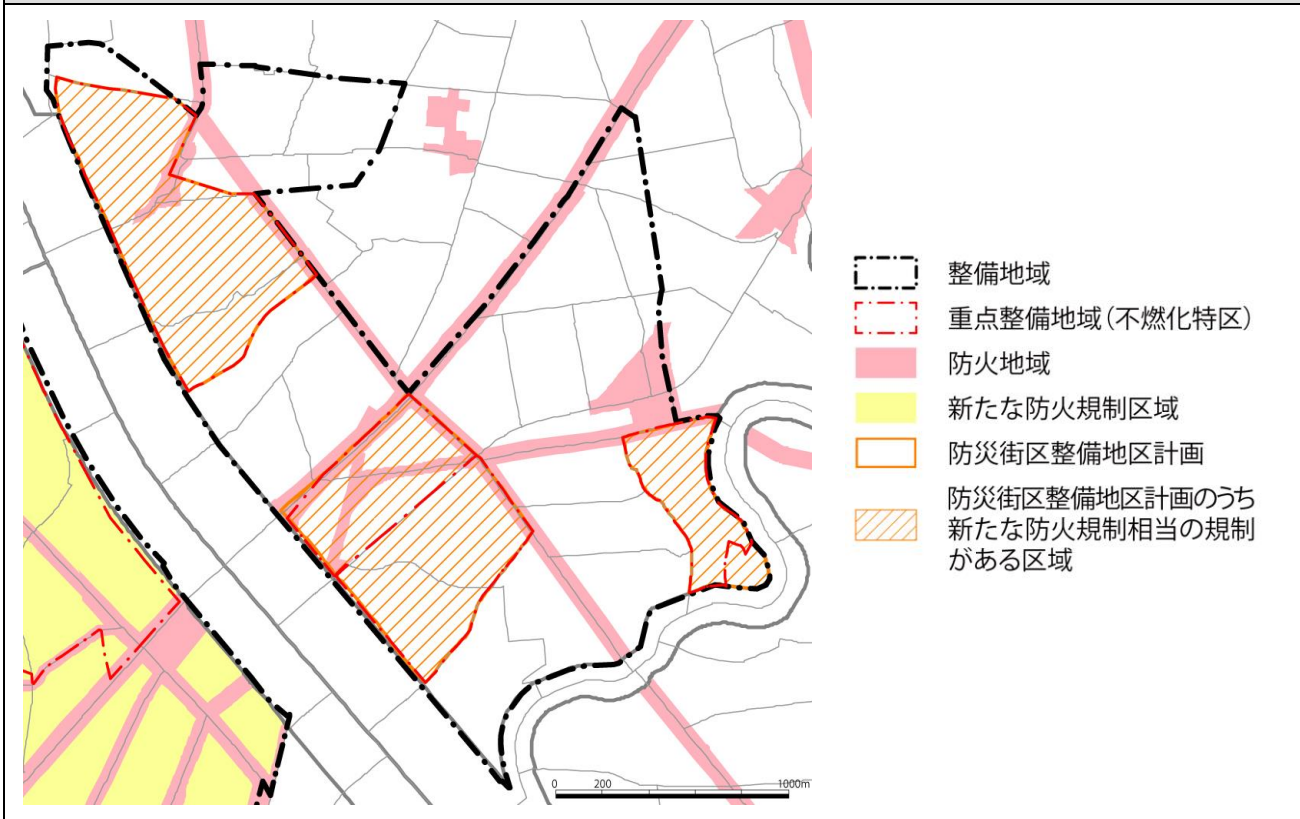 整備地域
重点整備地域(不燃化特区)
防火地域
新たな防火規制区域
防災街区整備地区計画
防災街区整備地区計画のうち
新たな防火規制相当の規制
がある区域
0 200 1000m